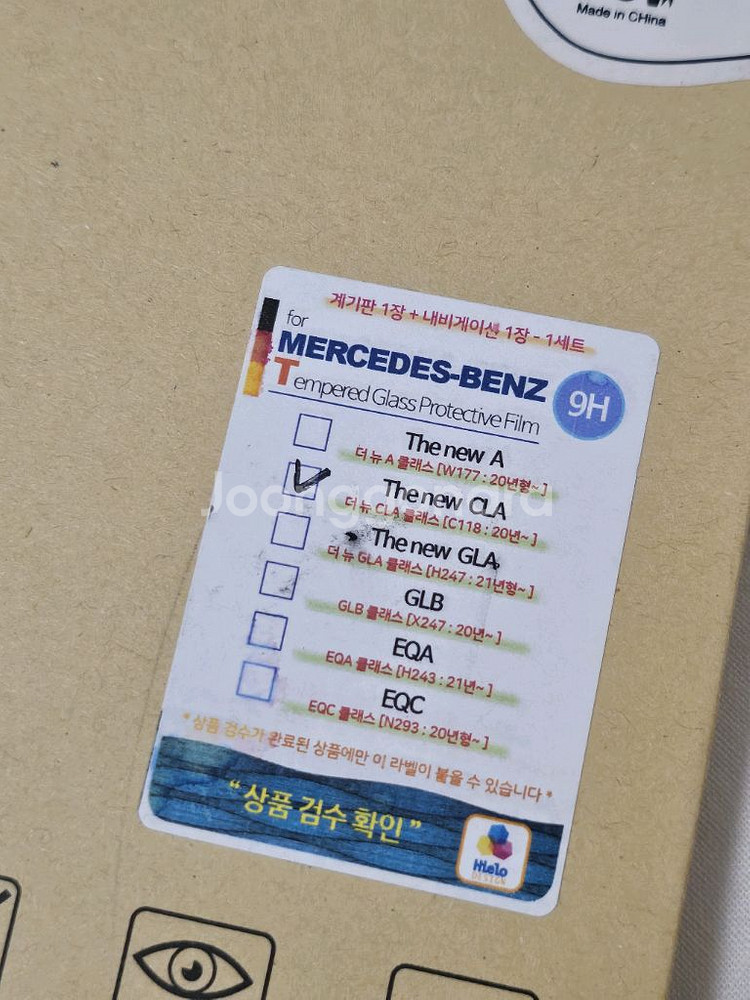 Made in CHina
계기판 1장 + 내비게이션 1장 - 1세트
for
MERCEDES-BENZ
Tempered Glass Protective Film
9H
The new A
더 뉴 A 클래스 [W177 : 20년형~]
The new CLA
더 뉴 CLA 클래스 [C118 : 20년~]
The new GLA
더 뉴 GLA 클래스 [H247 : 21년형~]
GLB
GLB 클래스 [X247 : 20년~]
EQA
EQA 클래스 [H243 : 21년~]
EQC
EQC 클래스 [N293 : 20년형~]
* 상품 검수가 완료된 상품에만 이 라벨이 붙을 수 있습니다 *
“ 상품 검수 확인 ”
Hielo
DESIGN
Joonggonara